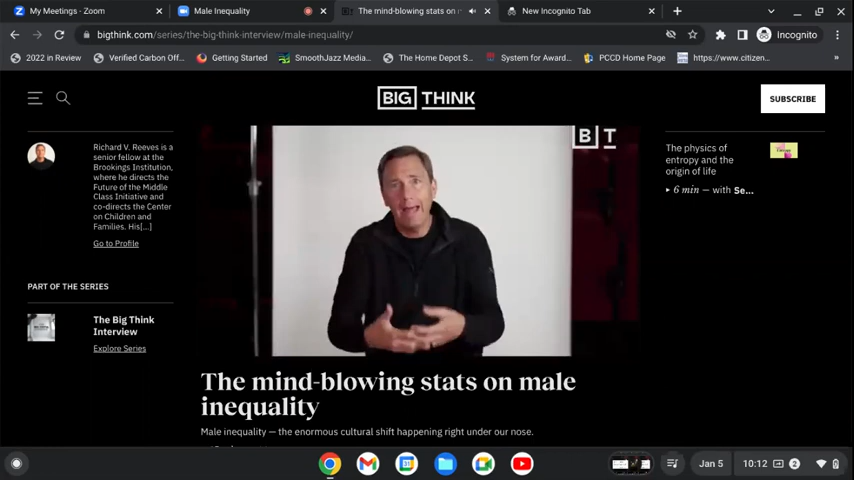 My Meetings - Zoom
Male Inequality
The mind-blowing stats on m
New Incognito Tab
bigthink.com/series/the-big-think-interview/male-inequality/
Incognito
2022 in Review
Verified Carbon Off...
Getting Started
SmoothJazz Media...
The Home Depot S...
System for Award...
PCCD Home Page
https://www.citizen...
BIG THINK
SUBSCRIBE
B T
Richard V. Reeves is a
senior fellow at the
Brookings Institution,
where he directs the
Future of the Middle
Class Initiative and
co-directs the Center
on Children and
Families. His[...]
Go to Profile
PART OF THE SERIES
The Big Think
Interview
Explore Series
The physics of
entropy and the
origin of life
6 min — with Se...
The mind-blowing stats on male
inequality
Male inequality — the enormous cultural shift happening right under our nose.
Jan 5
10:12
2